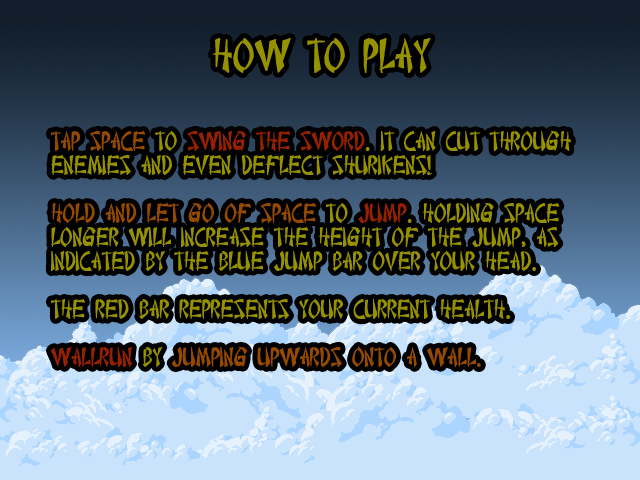 HOW TO PLAY
TAP SPACE TO SWING THE SWORD. IT CAN CUT THROUGH
ENEMIES AND EVEN DEFLECT SHURIKENS!
HOLD AND LET GO OF SPACE TO JUMP. HOLDING SPACE
LONGER WILL INCREASE THE HEIGHT OF THE JUMP. AS
INDICATED BY THE BLUE JUMP BAR OVER YOUR HEAD.
THE RED BAR REPRESENTS YOUR CURRENT HEALTH.
WALLRUN BY JUMPING UPWARDS ONTO A WALL.